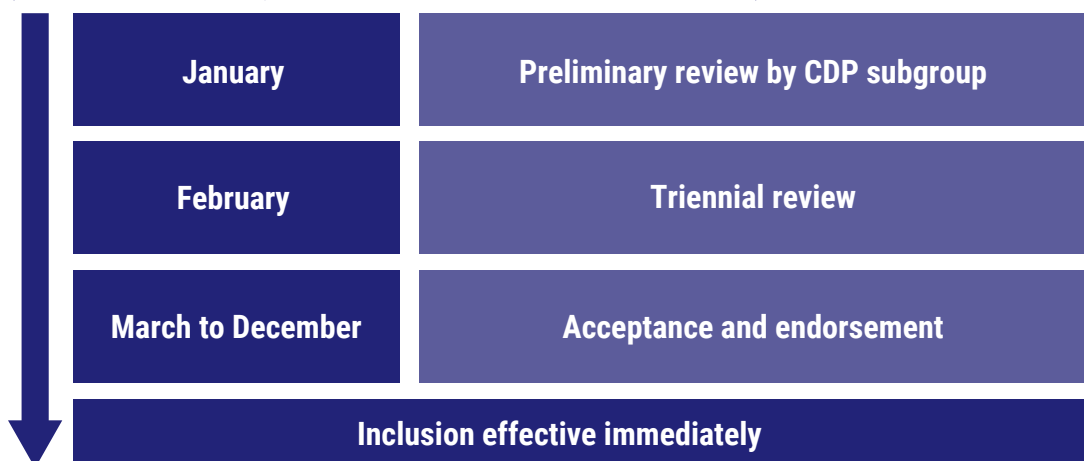 January
Preliminary review by CDP subgroup
February
Triennial review
March to December
Acceptance and endorsement
Inclusion effective immediately